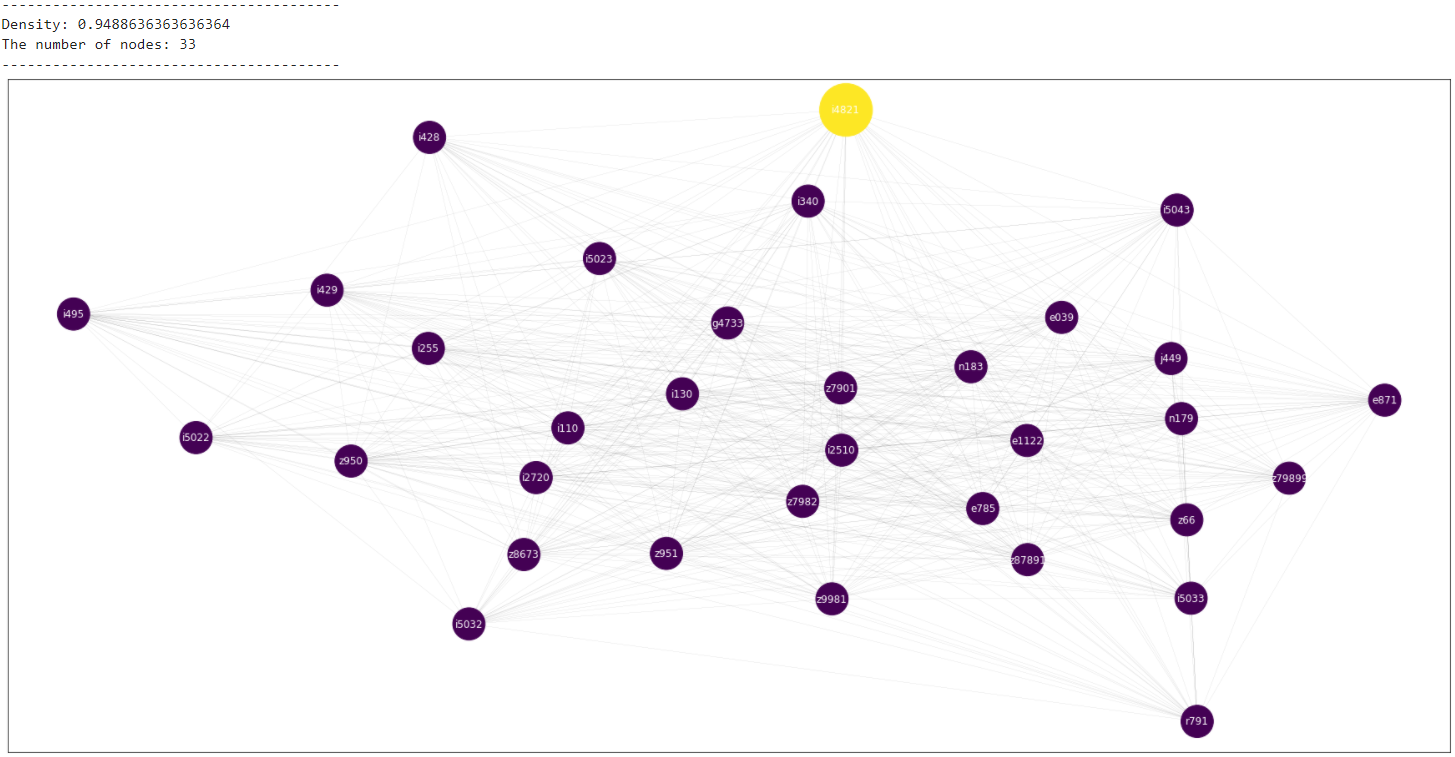 ---------------------------------------
Density: 0.9488636363636364
The number of nodes: 33
---------------------------------------
i4821
i428
i340
i5043
i5023
i429
i495
e039
g4733
i255
j449
n183
z7901
i130
e871
n179
i110
i5022
e1122
i2510
z950
i2720
z79899
z7982
e785
z66
z8673
z951
z87891
i5033
z9981
i5032
r791